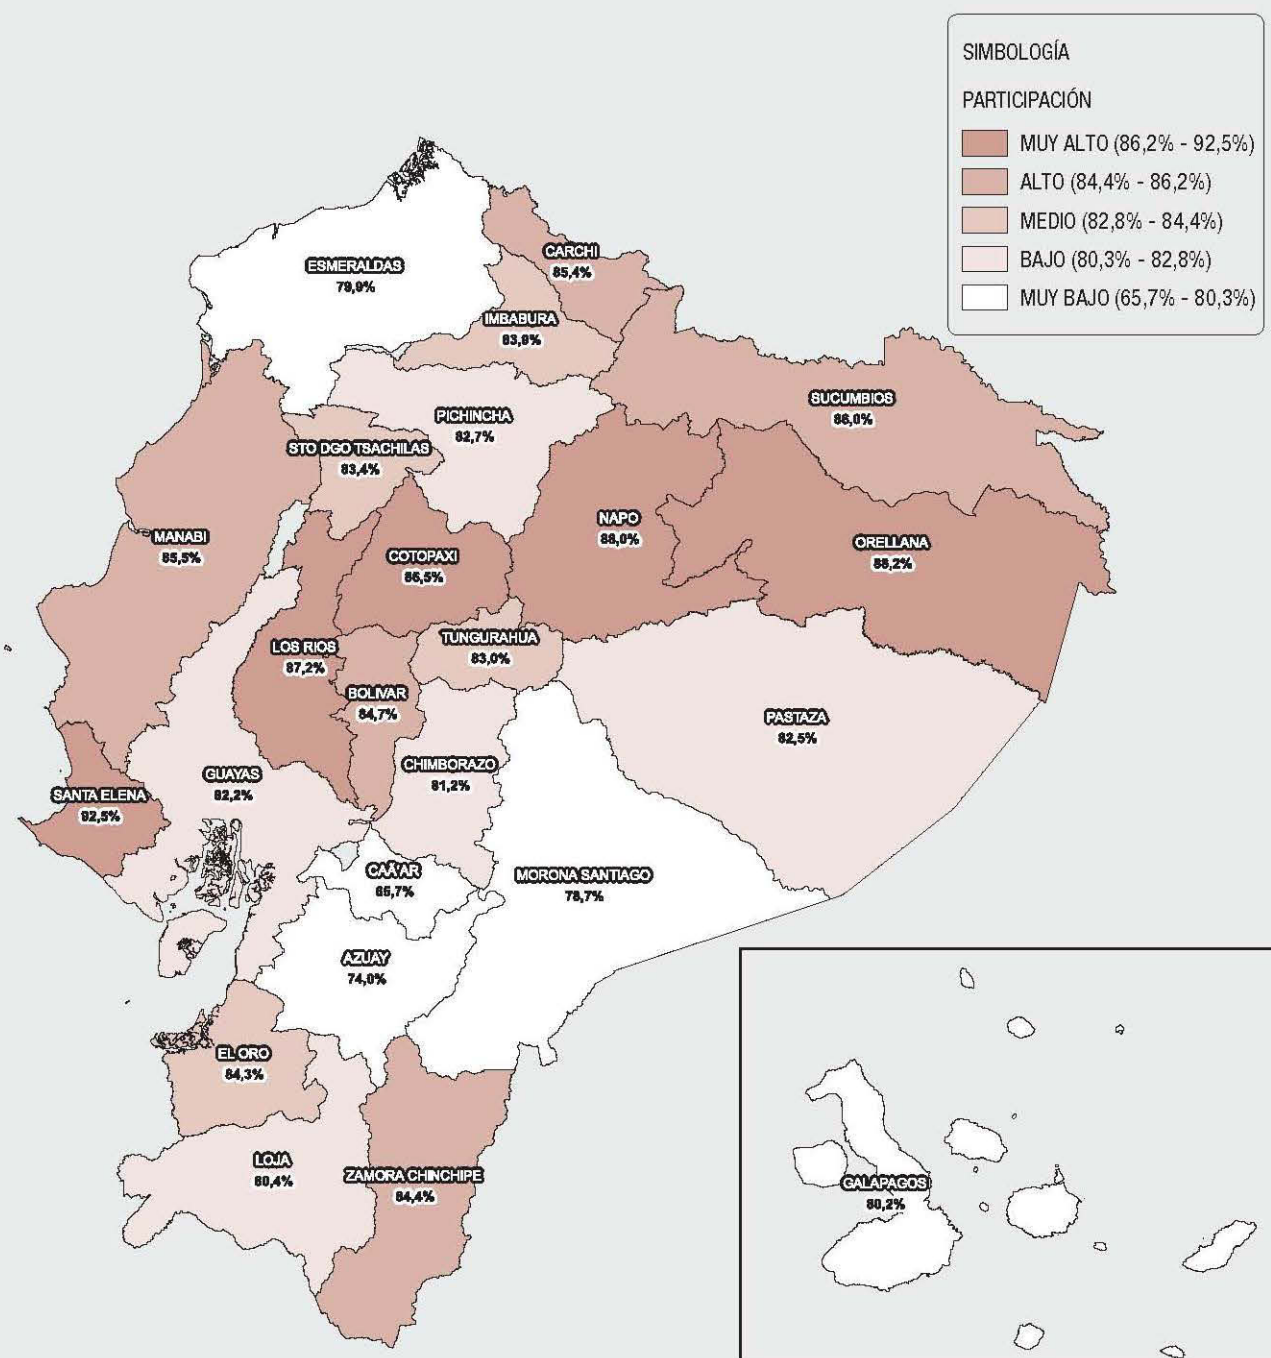 SIMBOLOGÍA
PARTICIPACIÓN
MUY ALTO (86,2% - 92,5%)
ALTO (84,4% - 86,2%)
MEDIO (82,8% - 84,4%)
BAJO (80,3% - 82,8%)
MUY BAJO (65,7% - 80,3%)
ESMERALDAS
79,9%
CARCHI
85,4%
IMBABURA
SUCUMBIOS
86,0%
PICHINCHA
82,7%
STO DGO TSACHILAS
83,4%
MANABI
85,5%
NAPO
88,0%
ORELLANA
COTOPAXI
86,5%
LOS RIOS
87,2%
TUNGURAHUA
83,0%
BOLIVAR
84,7%
PASTAZA
82,5%
CHIMBORAZO
81,2%
GUAYAS
82,2%
SANTA ELENA
92,5%
CAÃ'AR
65,7%
MORONA SANTIAGO
78,7%
AZUAY
74,0%
EL ORO
84,3%
LOJA
80,4%
ZAMORA CHINCHIPE
84,4%
GALAPAGOS
80,2%